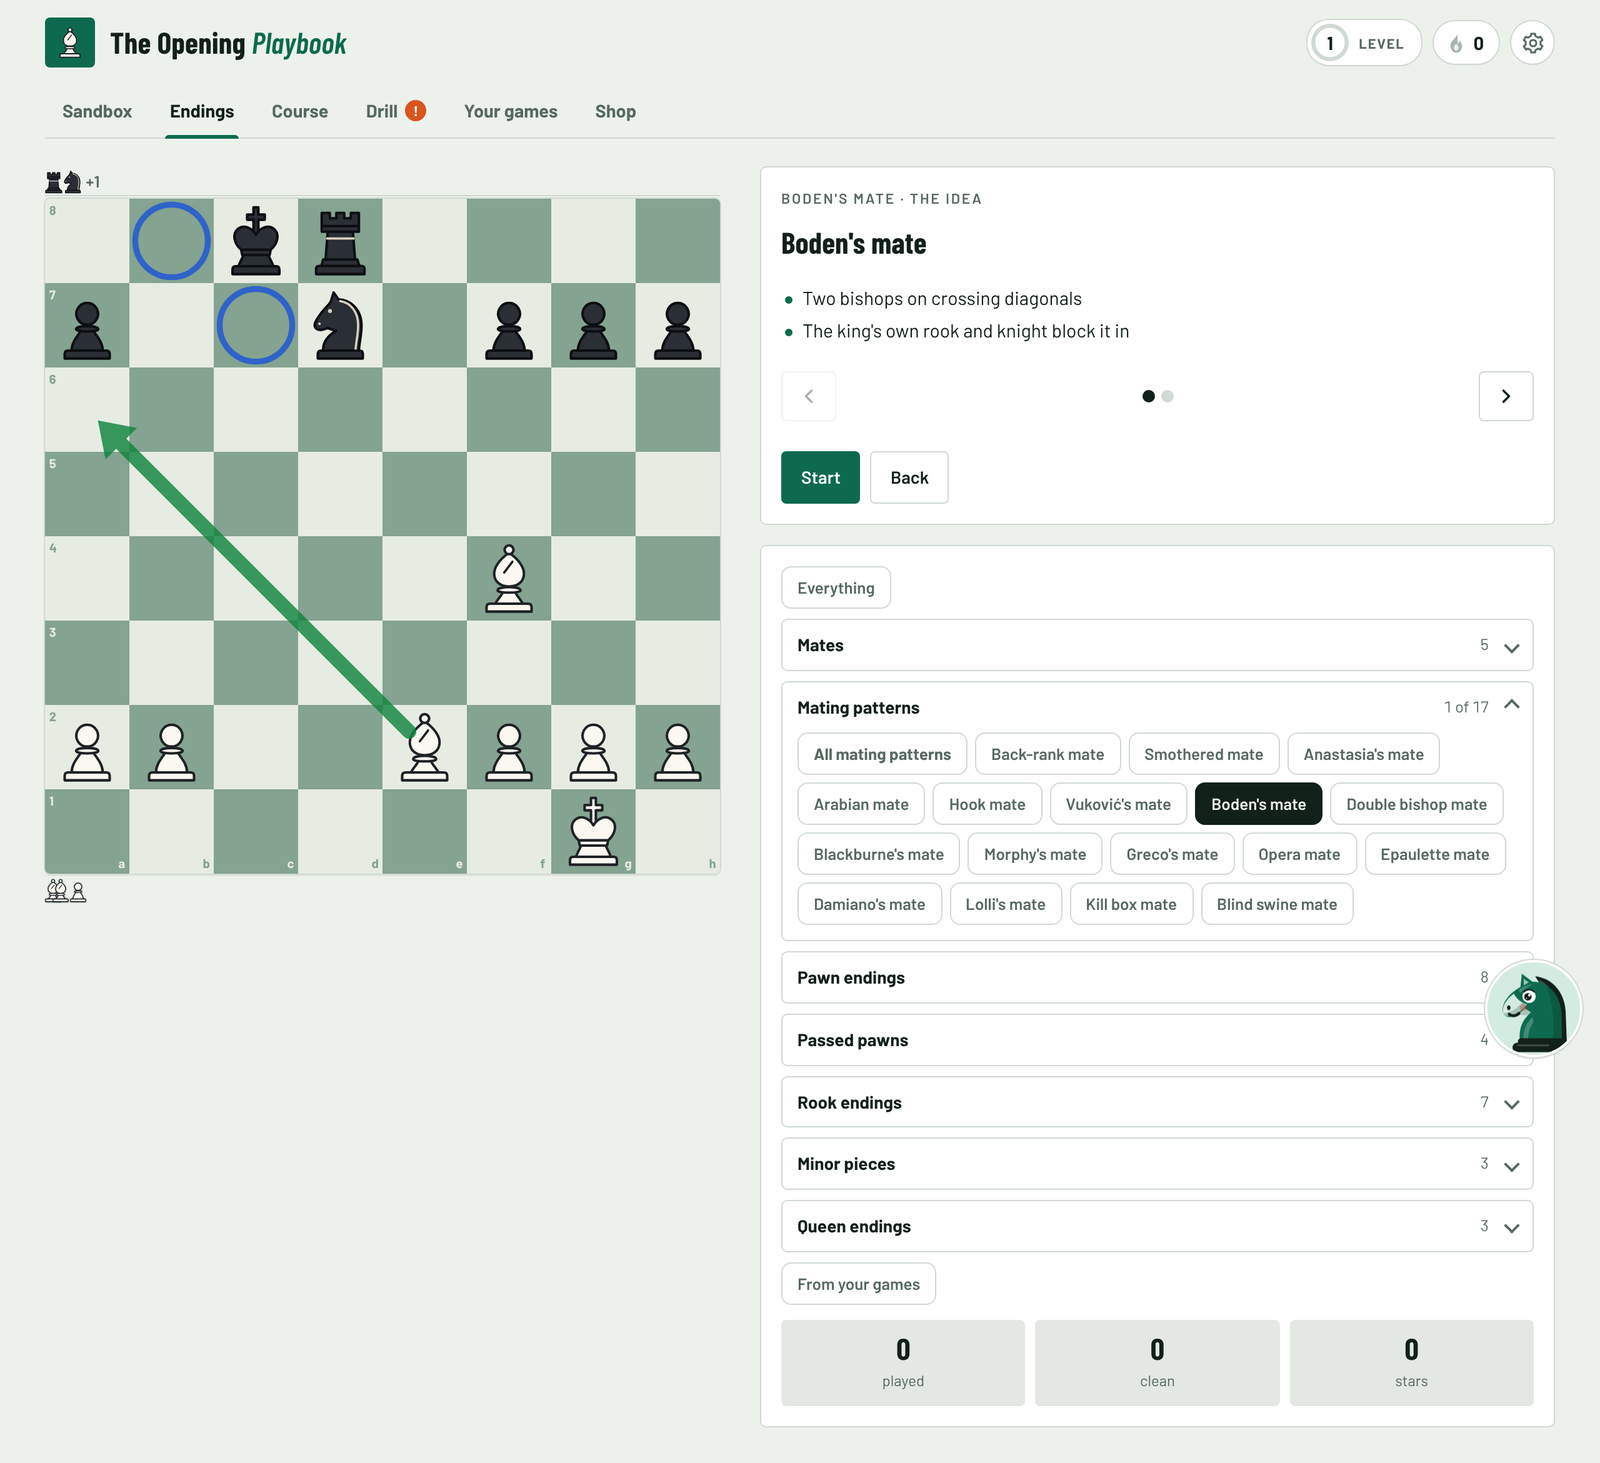 The Opening Playbook
1 LEVEL
0
Sandbox Endings Course Drill ! Your games Shop
+1
8
7
6
5
4
3
2
1
a b c d e f g h
BODEN'S MATE · THE IDEA
Boden's mate
Two bishops on crossing diagonals
The king's own rook and knight block it in
Start Back
Everything
Mates 5
Mating patterns 1 of 17
All mating patterns Back-rank mate Smothered mate Anastasia's mate
Arabian mate Hook mate Vuković's mate Boden's mate Double bishop mate
Blackburne's mate Morphy's mate Greco's mate Opera mate Epaulette mate
Damiano's mate Lolli's mate Kill box mate Blind swine mate
Pawn endings 8
Passed pawns 4
Rook endings 7
Minor pieces 3
Queen endings 3
From your games
0 0 0
played clean stars